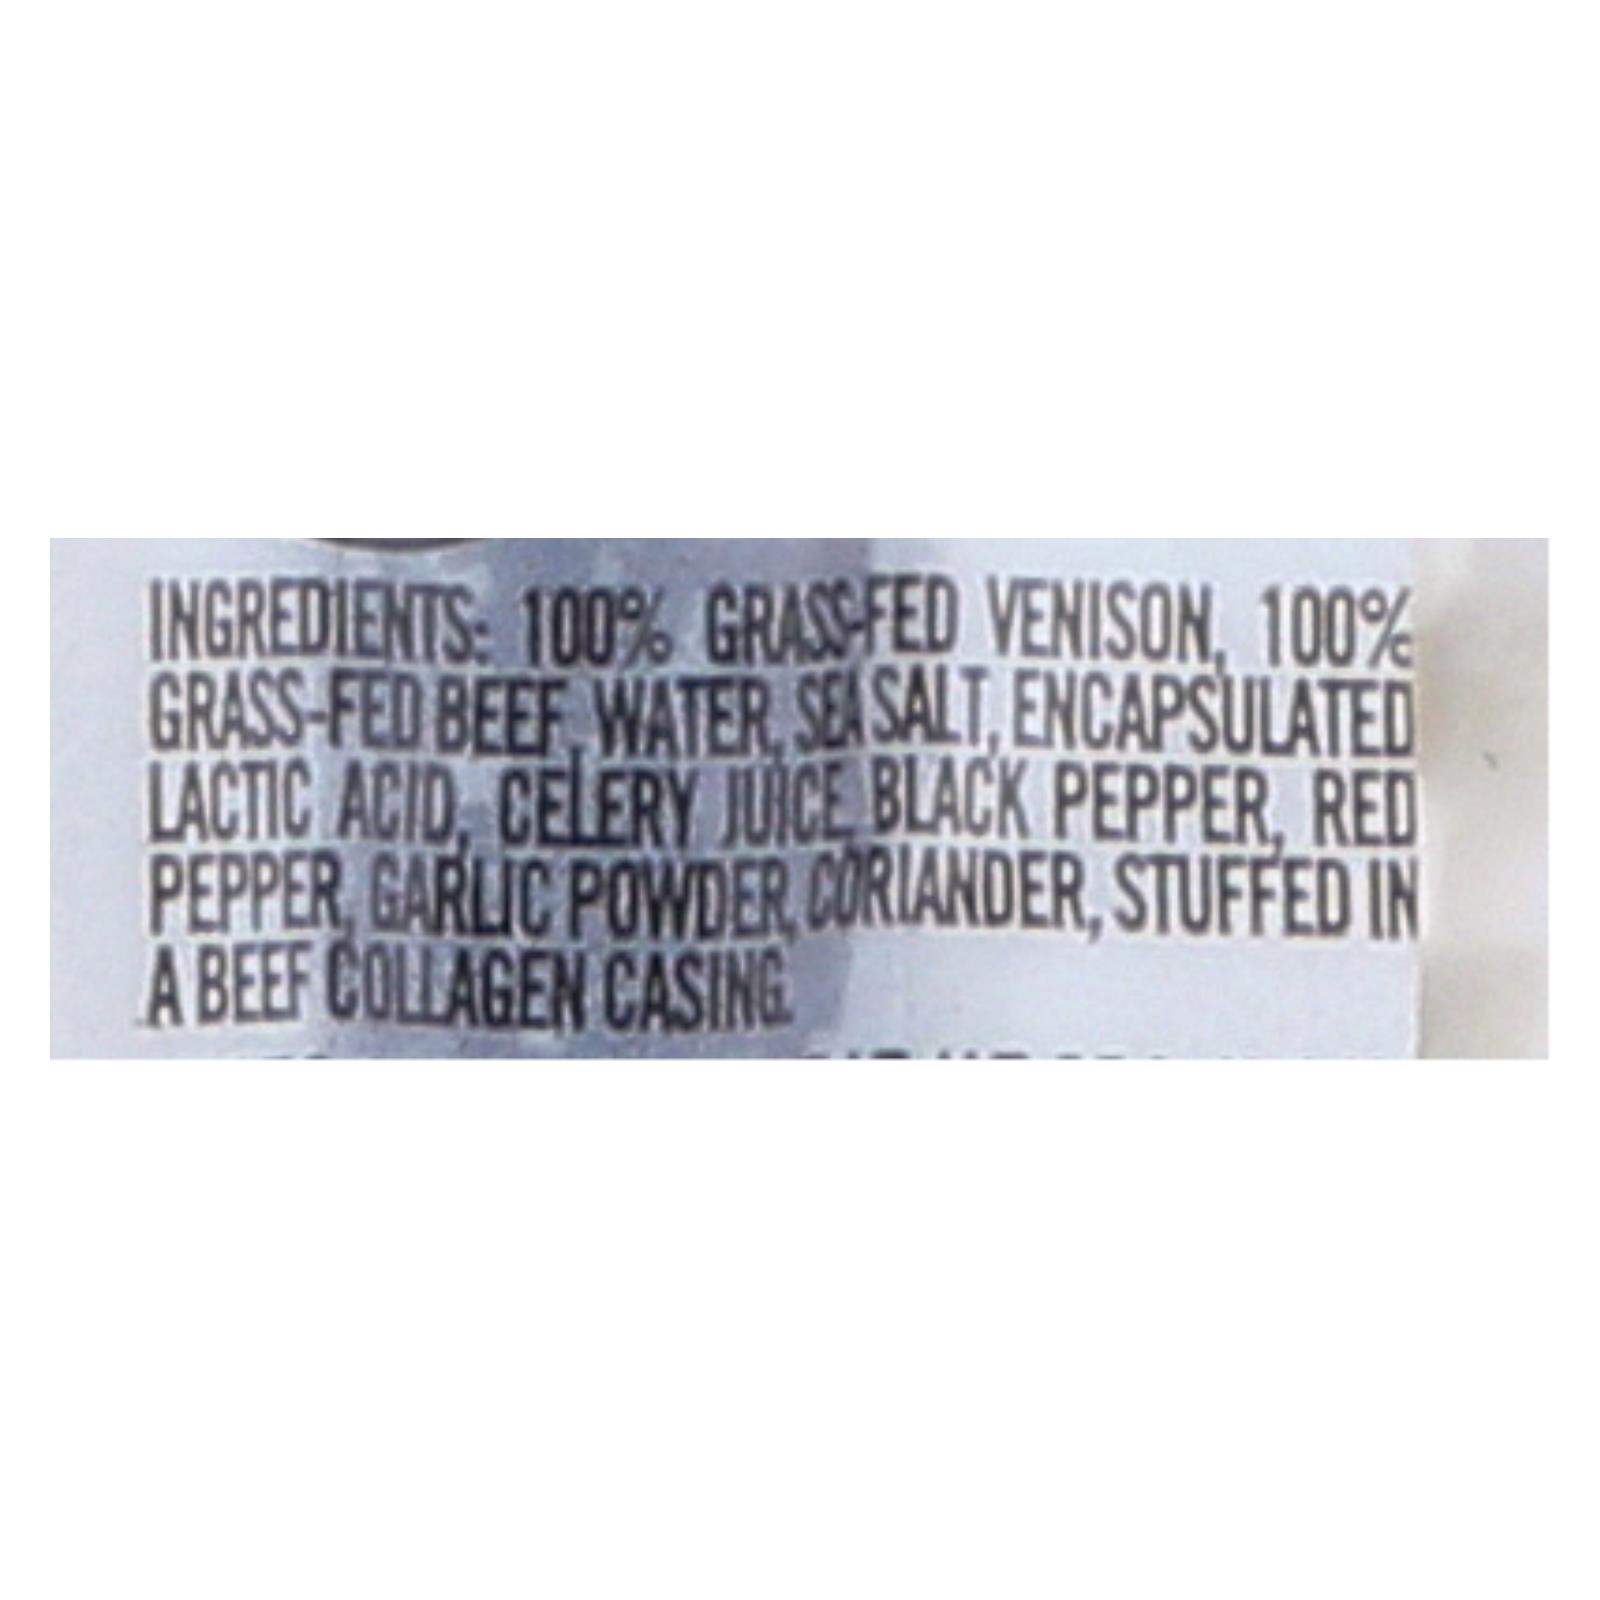 INGREDIENTS: 100% GRASS-FED VENISON, 100%
GRASS-FED BEEF, WATER, SEA SALT, ENCAPSULATED
LACTIC ACID, CELERY JUICE BLACK PEPPER, RED
PEPPER, GARLIC POWDER, CORIANDER, STUFFED IN
A BEEF COLLAGEN CASING.